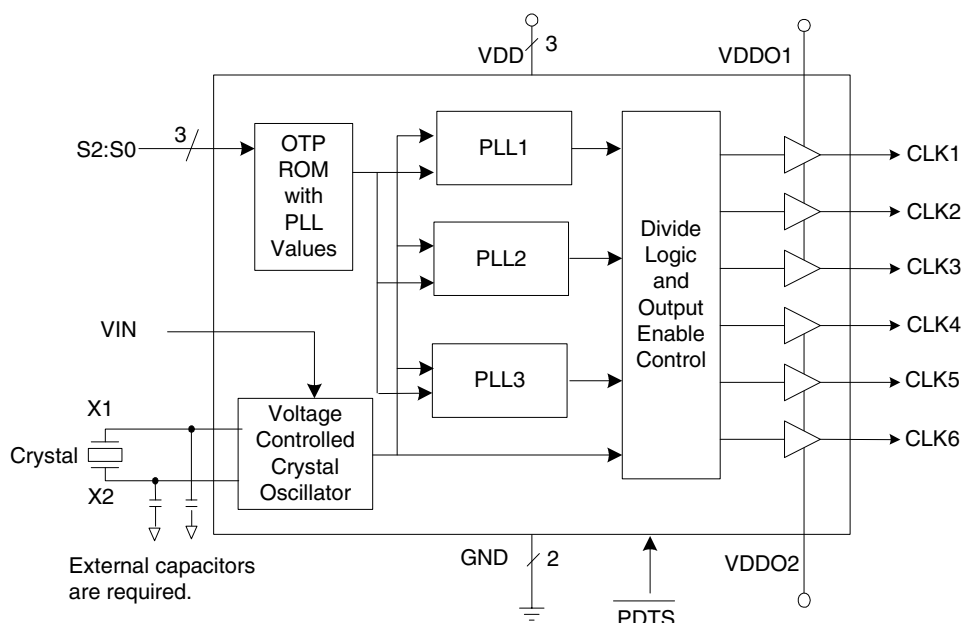 VDD
3
VDDO1
S2:S0
3
OTP
ROM
with
PLL
Values
PLL1
PLL2
PLL3
Divide
Logic
and
Output
Enable
Control
CLK1
CLK2
CLK3
CLK4
CLK5
CLK6
VIN
X1
Crystal
X2
Voltage
Controlled
Crystal
Oscillator
External capacitors
are required.
GND
2
PDTS
VDDO2